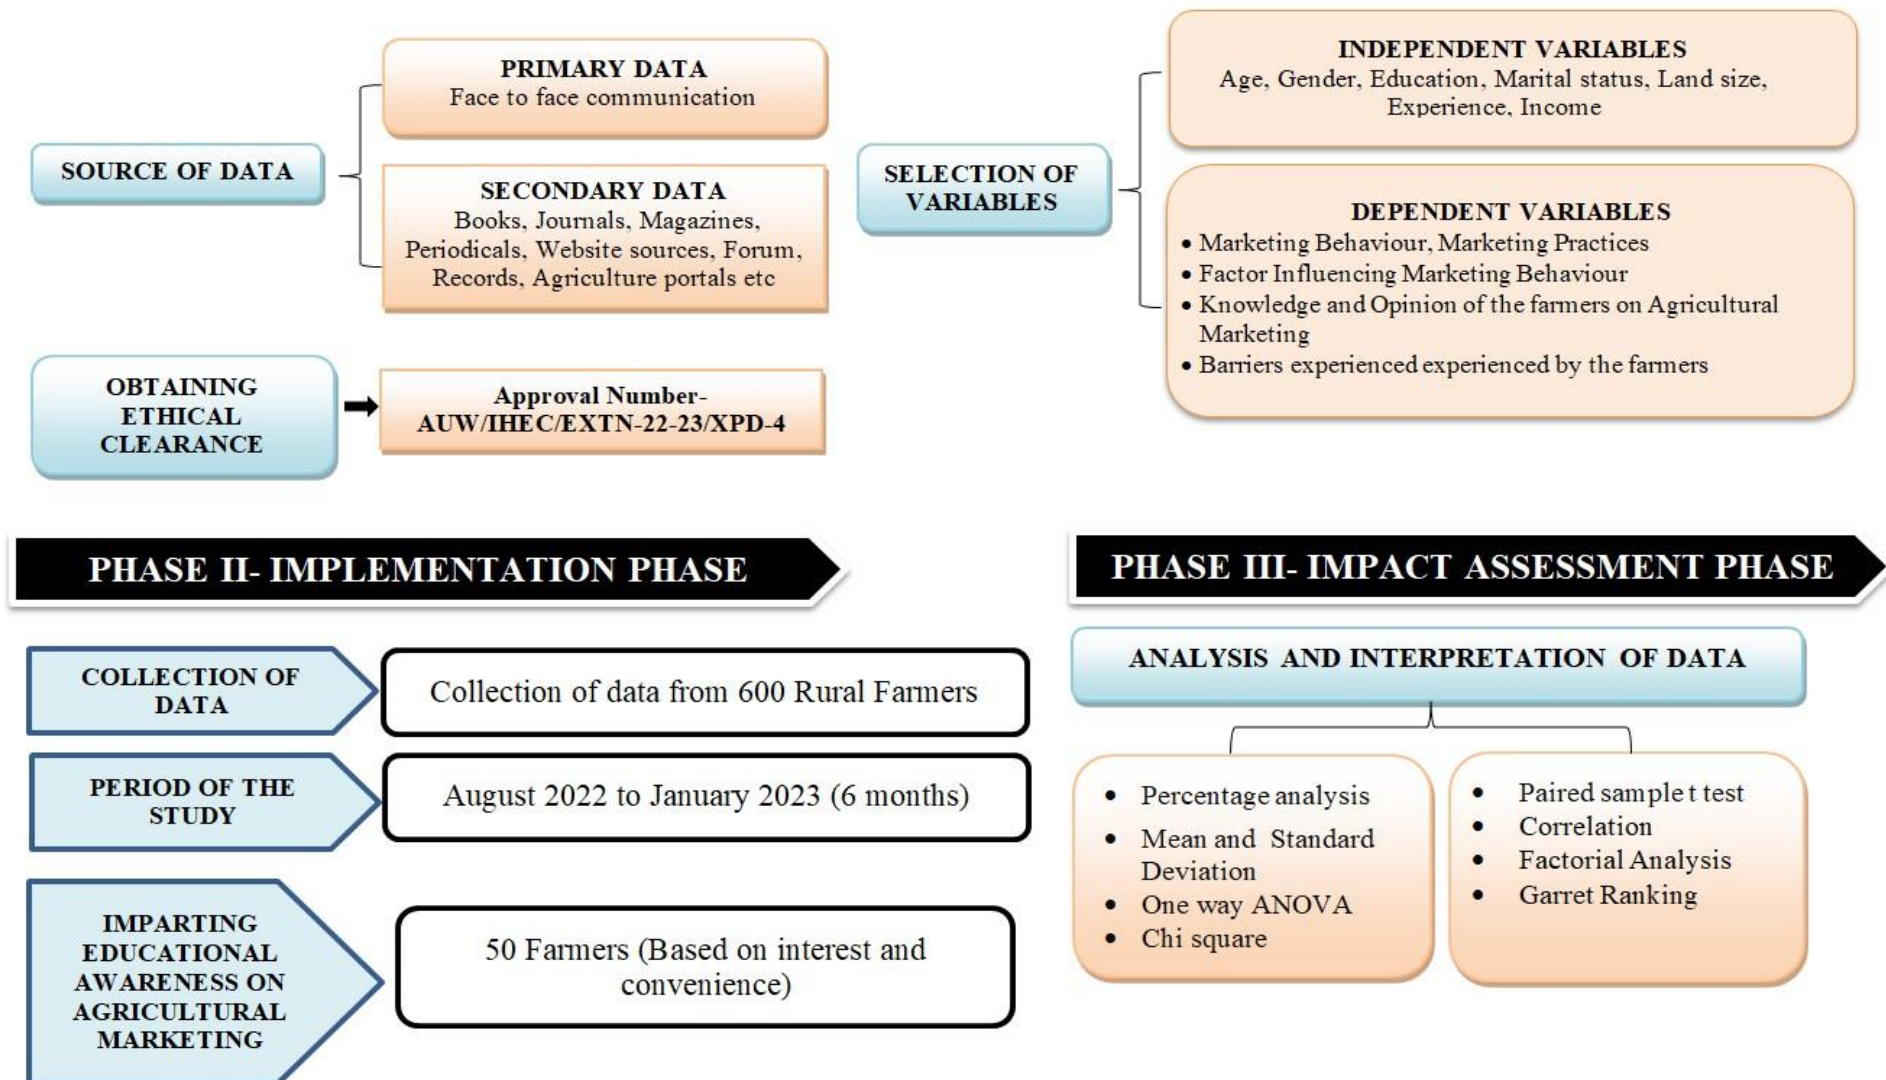 SOURCE OF DATA
PRIMARY DATA
Face to face communication
SECONDARY DATA
Books, Journals, Magazines,
Periodicals, Website sources, Forum,
Records, Agriculture portals etc
OBTAINING
ETHICAL
CLEARANCE
Approval Number-
AUW/IHEC/EXTN-22-23/XPD-4
SELECTION OF
VARIABLES
INDEPENDENT VARIABLES
Age, Gender, Education, Marital status, Land size,
Experience, Income
DEPENDENT VARIABLES
• Marketing Behaviour, Marketing Practices
• Factor Influencing Marketing Behaviour
• Knowledge and Opinion of the farmers on Agricultural
Marketing
• Barriers experienced experienced by the farmers
PHASE II- IMPLEMENTATION PHASE
COLLECTION OF
DATA
Collection of data from 600 Rural Farmers
PERIOD OF THE
STUDY
August 2022 to January 2023 (6 months)
IMPARTING
EDUCATIONAL
AWARENESS ON
AGRICULTURAL
MARKETING
50 Farmers (Based on interest and
convenience)
PHASE III- IMPACT ASSESSMENT PHASE
ANALYSIS AND INTERPRETATION OF DATA
• Percentage analysis
• Mean and Standard
Deviation
• One way ANOVA
• Chi square
• Paired sample t test
• Correlation
• Factorial Analysis
• Garret Ranking